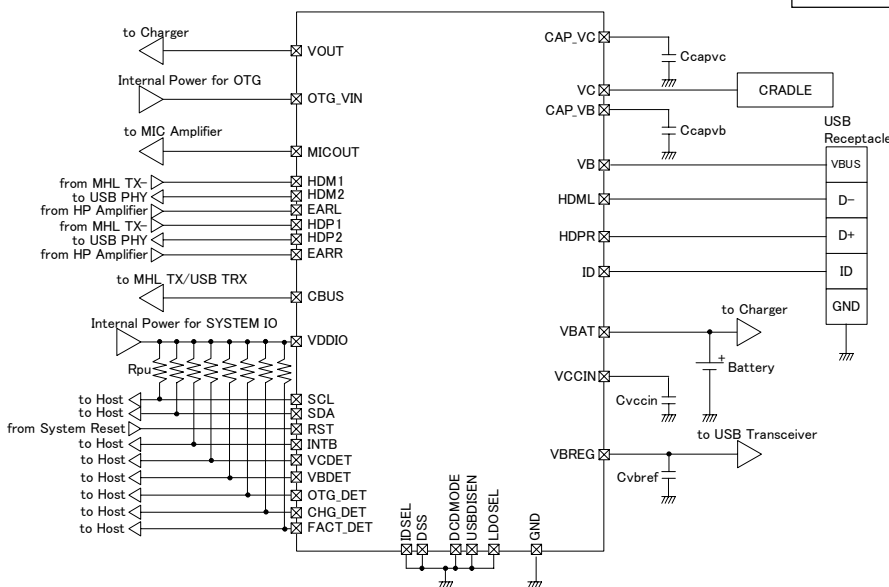 to Charger
VOUT
Internal Power for OTG
OTG_VIN
to MIC Amplifier
MICOUT
from MHL TX-
HDM1
to USB PHY
HDM2
from HP Amplifier
EARL
from MHL TX-
HDP1
to USB PHY
HDP2
from HP Amplifier
EARR
to MHL TX/USB TRX
CBUS
Internal Power for SYSTEM IO
VDDIO
Rpu
to Host
SCL
to Host
SDA
from System Reset
RST
to Host
INTB
to Host
VCDET
to Host
VBDET
to Host
OTG_DET
to Host
CHG_DET
to Host
FACT_DET
IDSEL
DSS
DCDMODE
USBDISEN
LDOSEL
GND
CAP_VC
Ccapvc
VC
CRADLE
CAP_VB
Ccapvb
USB
Receptacle
VB
VBUS
HDML
D-
HDPR
D+
ID
ID
GND
VBAT
to Charger
+
Battery
VCCIN
Cvccin
VBREG
to USB Transceiver
Cvbref